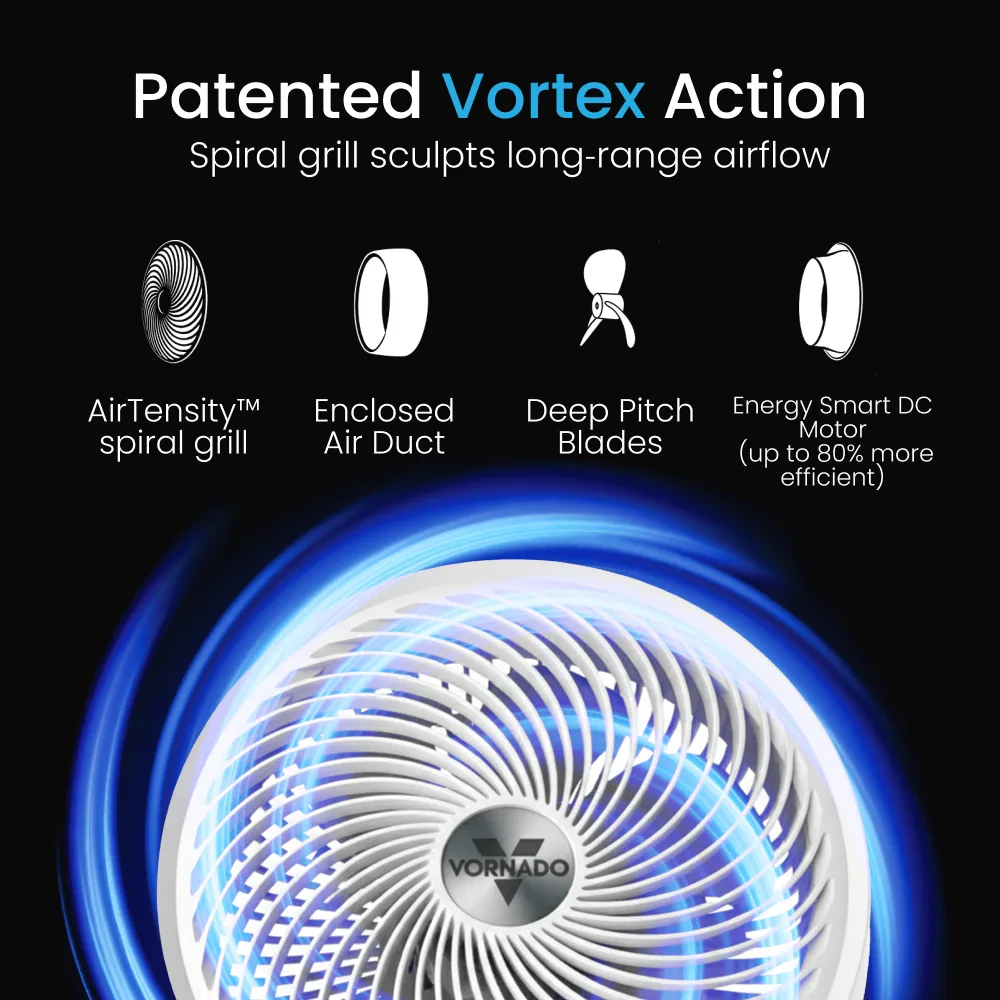 Patented Vortex Action
Spiral grill sculpts long-range airflow
AirTensity™
spiral grill
Enclosed
Air Duct
Deep Pitch
Blades
Energy Smart DC
Motor
(up to 80% more
efficient)
VORNADO